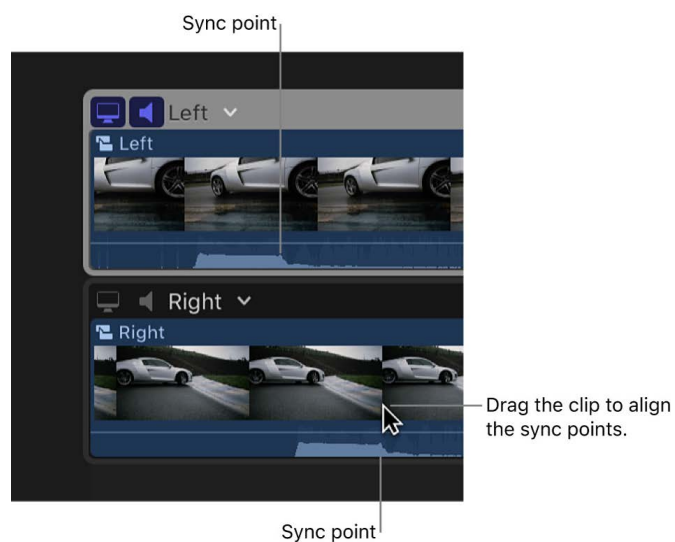 Sync point
Left
Left
Right
Right
Drag the clip to align
the sync points.
Sync point